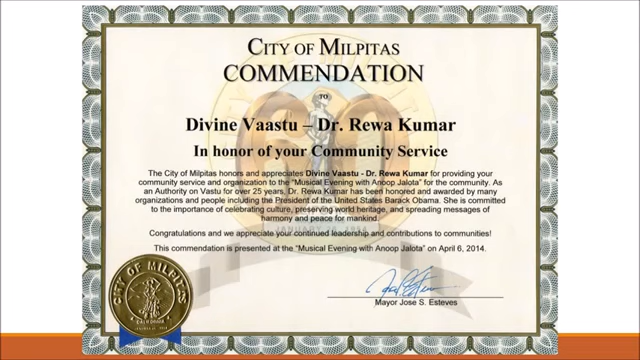 CITY OF MILPITAS
COMMENDATION
TO
Divine Vaastu – Dr. Rewa Kumar
In honor of your Community Service
The City of Milpitas honors and appreciates Divine Vaastu - Dr. Rewa Kumar for providing your
community service and organization to the "Musical Evening with Anoop Jalota" for the community. As
an Authority on Vastu for over 25 years, Dr. Rewa Kumar has been honored and awarded by many
organizations and people including the President of the United States Barack Obama. She is committed
to the importance of celebrating culture, preserving world heritage, and spreading messages of
harmony and peace for mankind.
Congratulations and we appreciate your continued leadership and contributions to communities!
This commendation is presented at the "Musical Evening with Anoop Jalota" on April 6, 2014.
Mayor Jose S. Esteves
CITY OF MILPITAS
CALIFORNIA